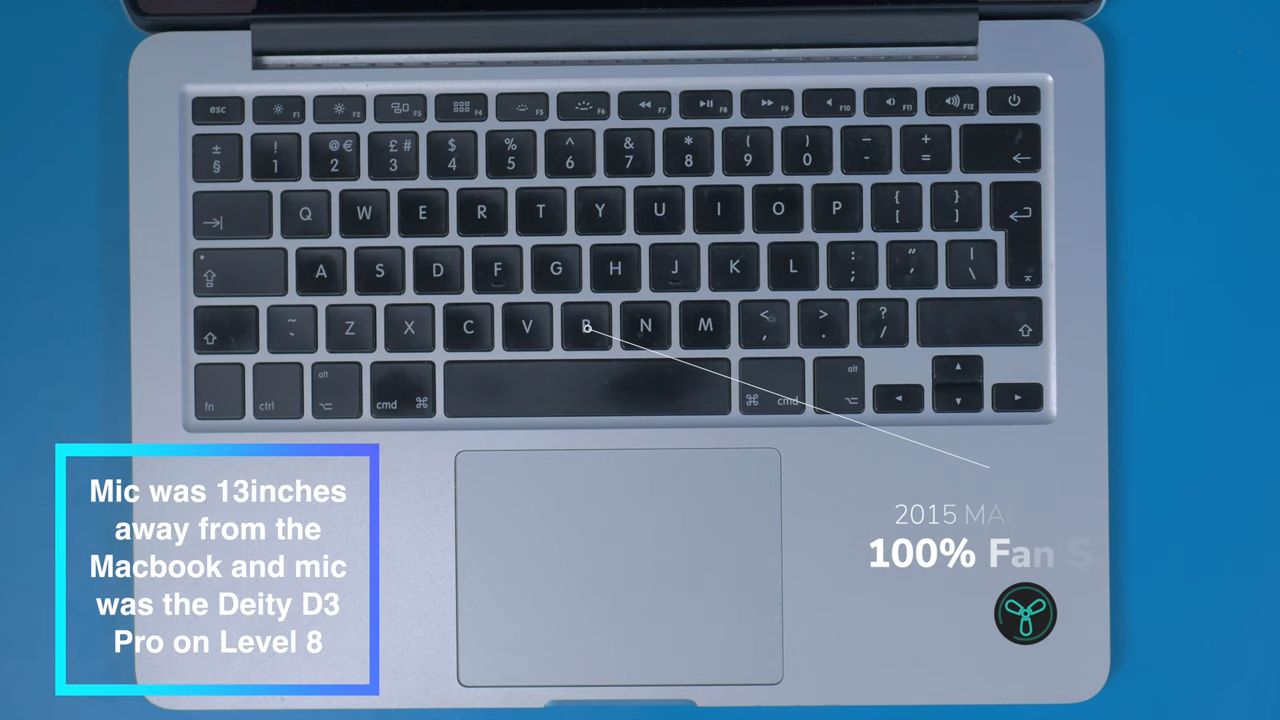 esc F1 F2 F3 F4 F5 F6 F7 F8 F9 F10 F11 F12
± ! @ € £ # $ % ^ & * ( ) _ +
§ 1 2 3 4 5 6 7 8 9 0 - =
Q W E R T Y U I O P { [ } ]
A S D F G H J K L : ; " ' | \
~ ` Z X C V B N M < , > . ? /
fn ctrl alt cmd ⌘ ⌘ cmd alt
Mic was 13inches
away from the
Macbook and mic
was the Deity D3
Pro on Level 8
2015 MAC
100% Fan S